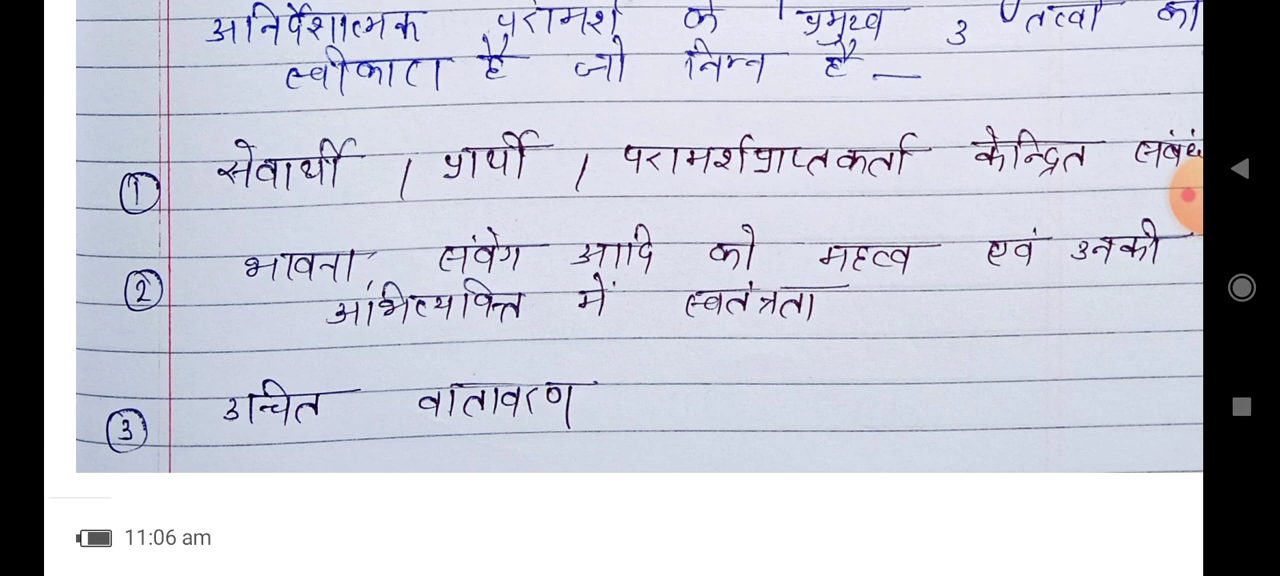 अनिर्देशात्मक परामर्श के प्रमुख 3 तत्वों को
स्वीकारा है जो निम्न है –
① सेवार्थी / प्रार्थी / परामर्शप्राप्तकर्ता केन्द्रित संबंध
② भावना, संवेग आदि को महत्व एवं उनकी
अभिव्यक्ति में स्वतंत्रता
③ उचित वातावरण
11:06 am